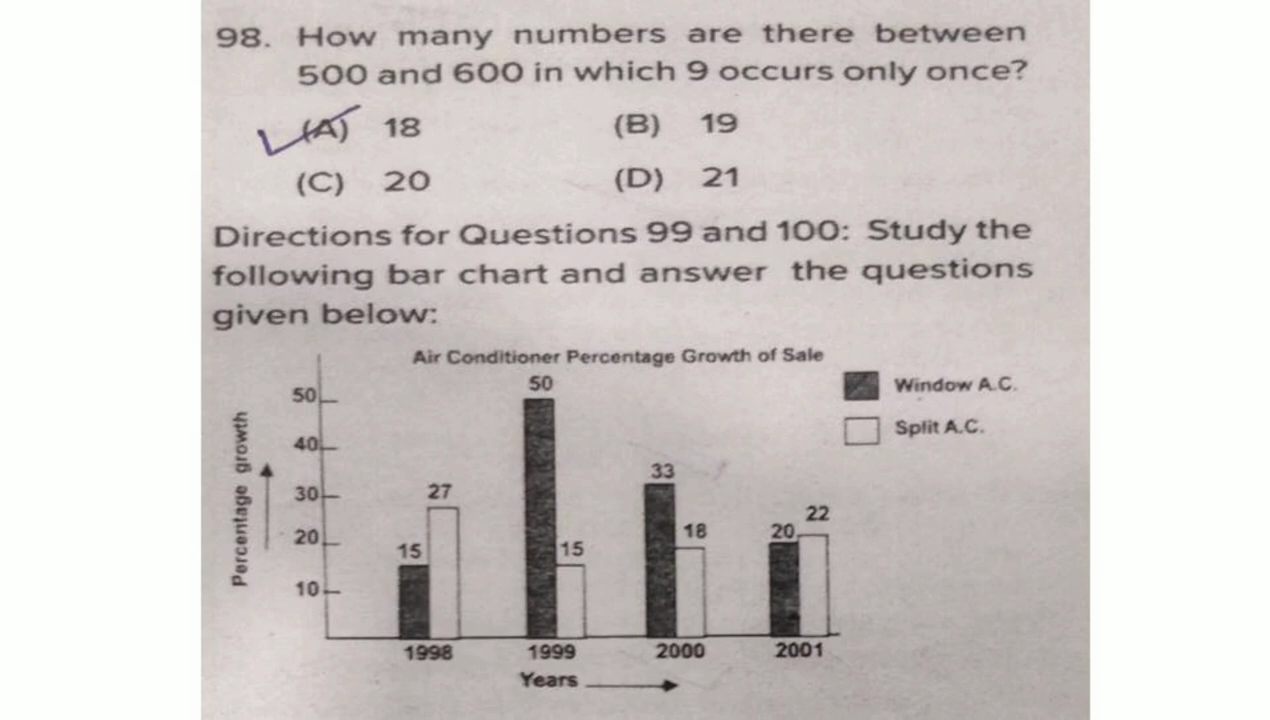 98. How many numbers are there between
500 and 600 in which 9 occurs only once?
(A) 18 (B) 19
(C) 20 (D) 21
Directions for Questions 99 and 100: Study the
following bar chart and answer the questions
given below:
Air Conditioner Percentage Growth of Sale
Window A.C.
Split A.C.
Percentage growth
50
40
30
20
10
15 27
50 15
33 18
20 22
1998 1999 2000 2001
Years